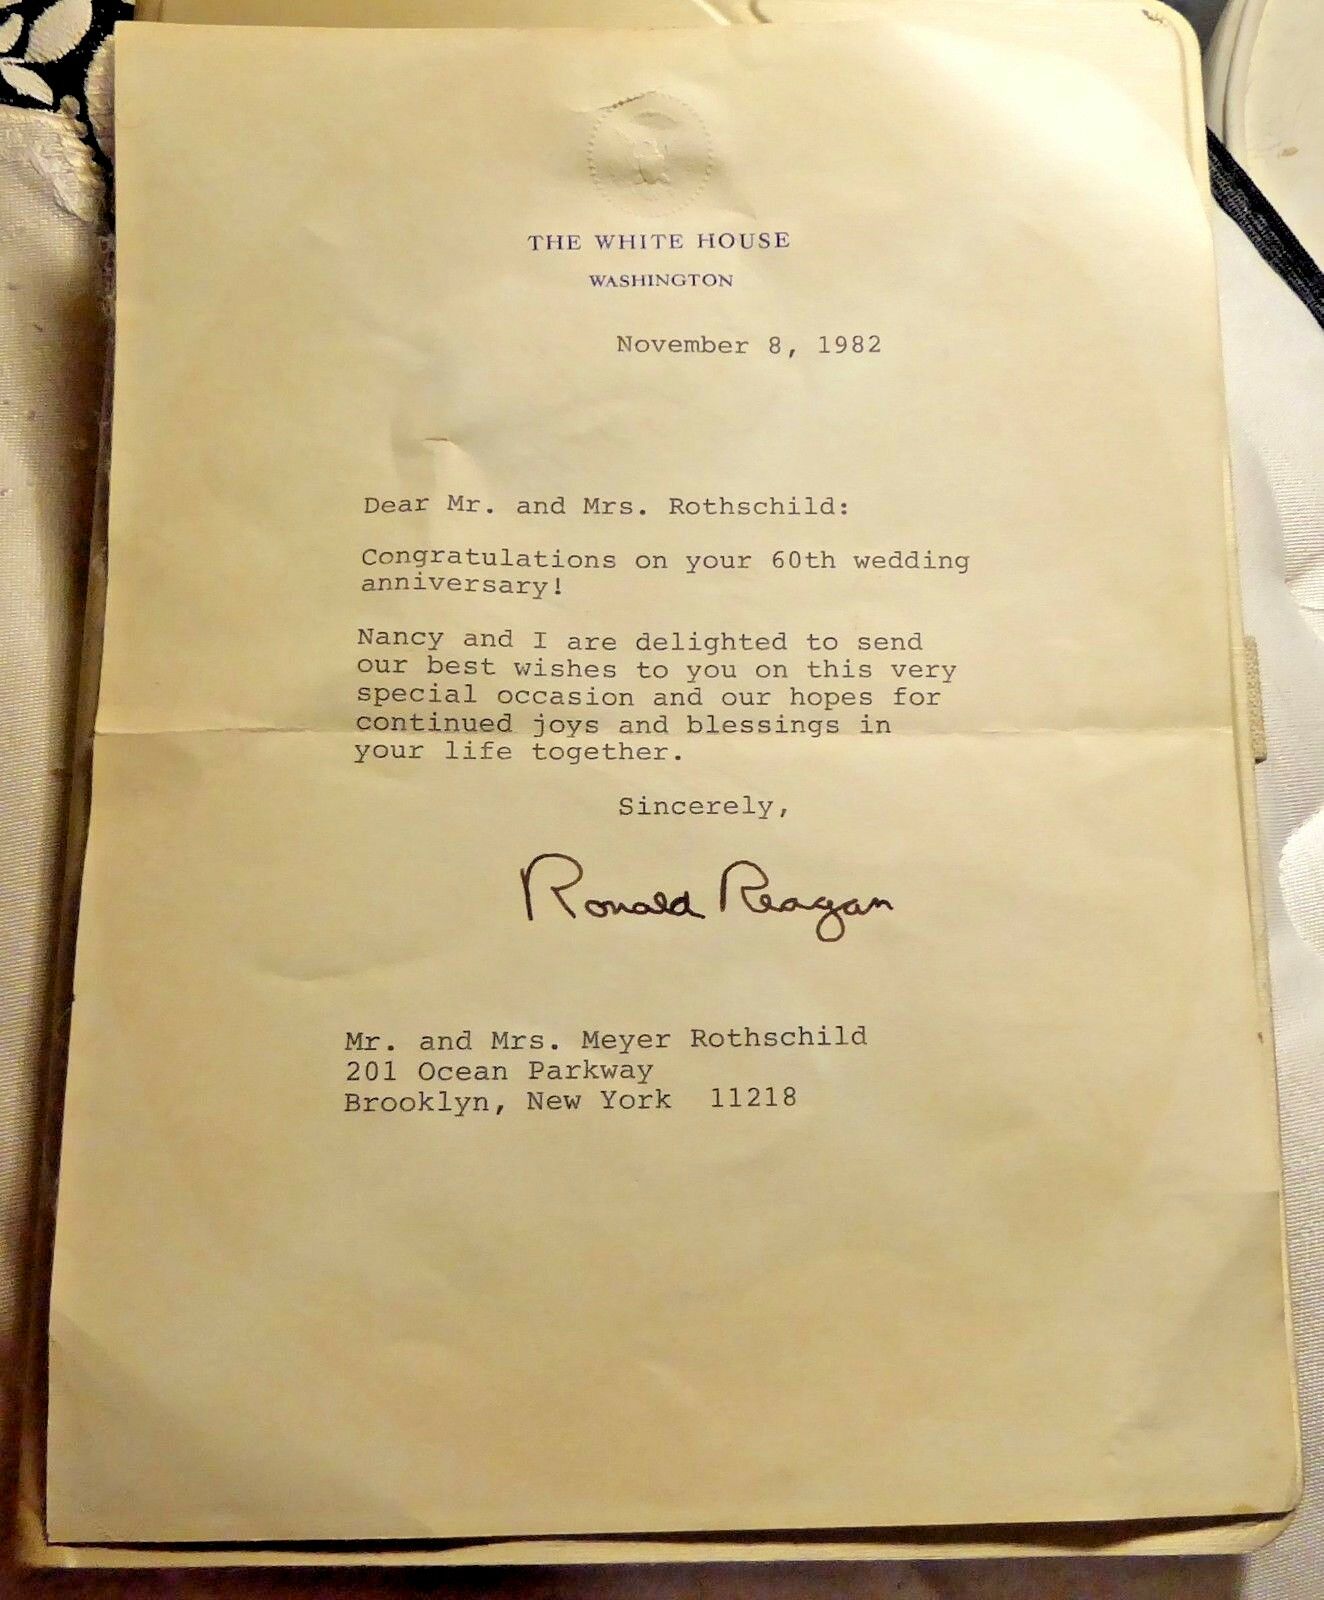 THE WHITE HOUSE
WASHINGTON
November 8, 1982
Dear Mr. and Mrs. Rothschild:
Congratulations on your 60th wedding
anniversary!
Nancy and I are delighted to send
our best wishes to you on this very
special occasion and our hopes for
continued joys and blessings in
your life together.
Sincerely,
Ronald Reagan
Mr. and Mrs. Meyer Rothschild
201 Ocean Parkway
Brooklyn, New York 11218